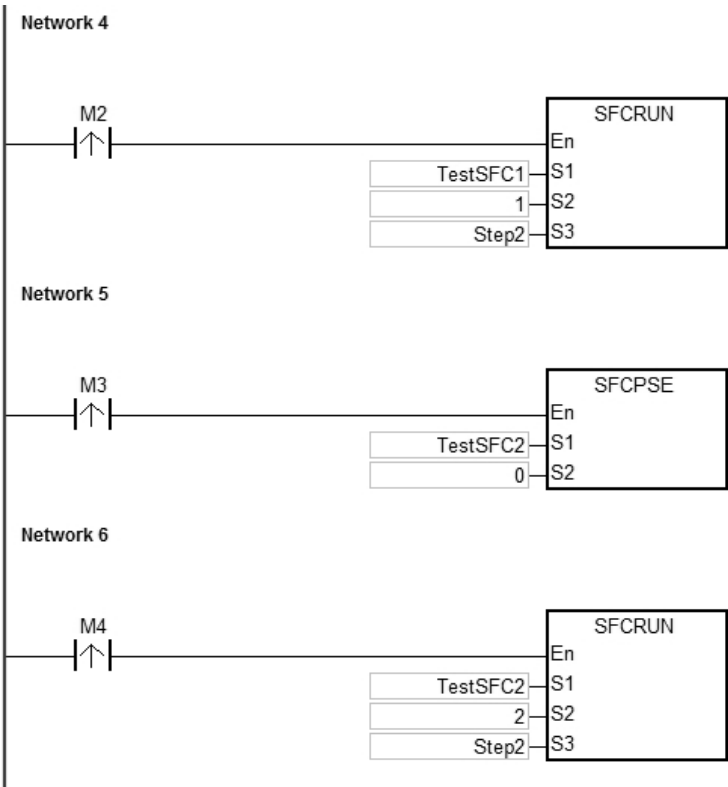 Network 4
M2
SFCRUN
En
TestSFC1 S1
1 S2
Step2 S3
Network 5
M3
SFCPSE
En
TestSFC2 S1
0 S2
Network 6
M4
SFCRUN
En
TestSFC2 S1
2 S2
Step2 S3